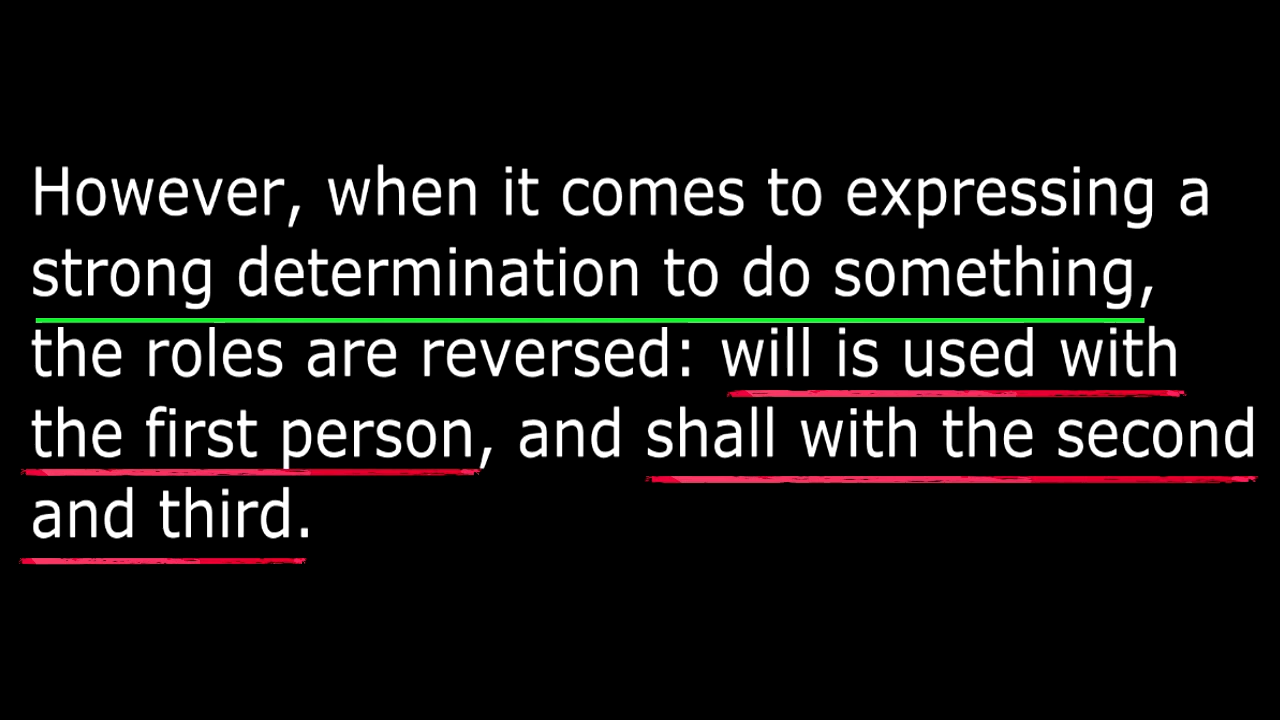 However, when it comes to expressing a
strong determination to do something,
the roles are reversed: will is used with
the first person, and shall with the second
and third.